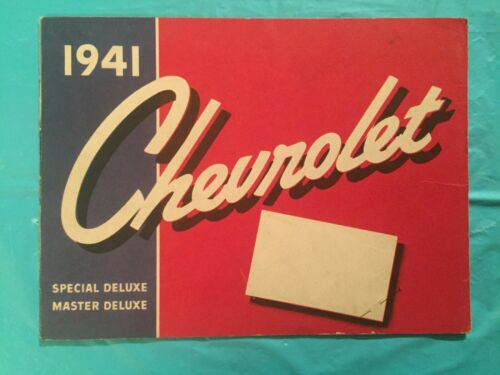 1941
Chevrolet
SPECIAL DELUXE
MASTER DELUXE